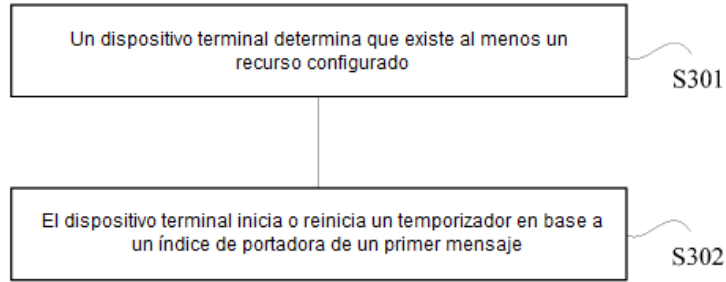 Un dispositivo terminal determina que existe al menos un
recurso configurado
S301
El dispositivo terminal inicia o reinicia un temporizador en base a
un índice de portadora de un primer mensaje
S302